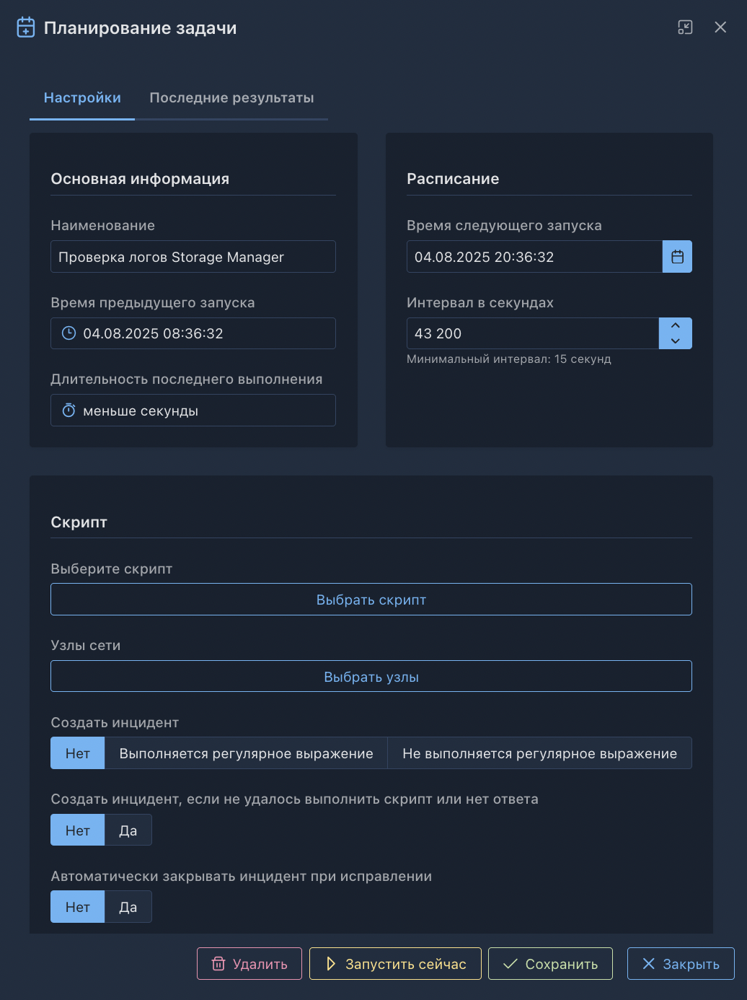 Планирование задачи
Настройки
Последние результаты
Основная информация
Наименование
Проверка логов Storage Manager
Время предыдущего запуска
04.08.2025 08:36:32
Длительность последнего выполнения
меньше секунды
Расписание
Время следующего запуска
04.08.2025 20:36:32
Интервал в секундах
43 200
Минимальный интервал: 15 секунд
Скрипт
Выберите скрипт
Выбрать скрипт
Узлы сети
Выбрать узлы
Создать инцидент
Нет
Выполняется регулярное выражение
Не выполняется регулярное выражение
Создать инцидент, если не удалось выполнить скрипт или нет ответа
Нет
Да
Автоматически закрывать инцидент при исправлении
Нет
Да
Удалить
Запустить сейчас
Сохранить
Закрыть